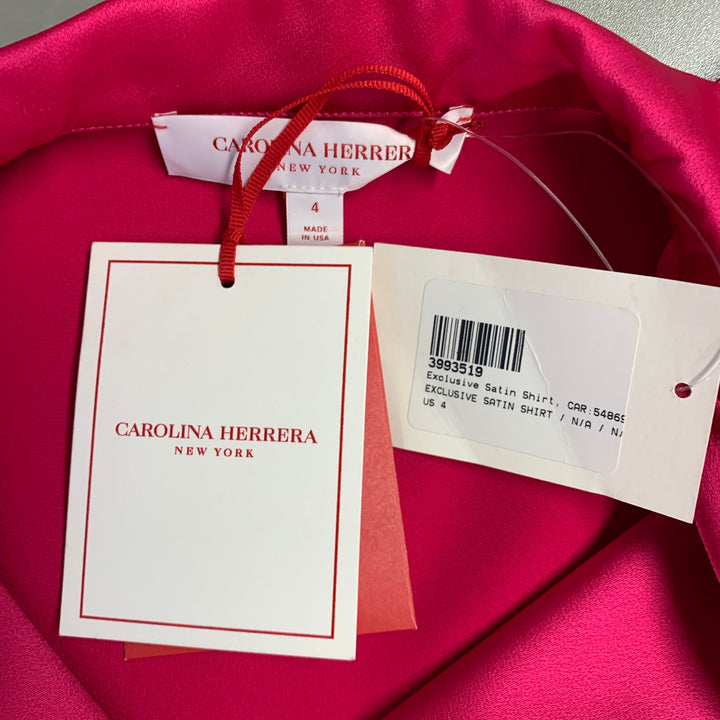 CAROLINA HERRER
NEW YORK
4
MADE
IN USA
CAROLINA HERRERA
NEW YORK
3993519
Exclusive Satin Shirt, CAR:54869
EXCLUSIVE SATIN SHIRT / N/A / N/
US 4